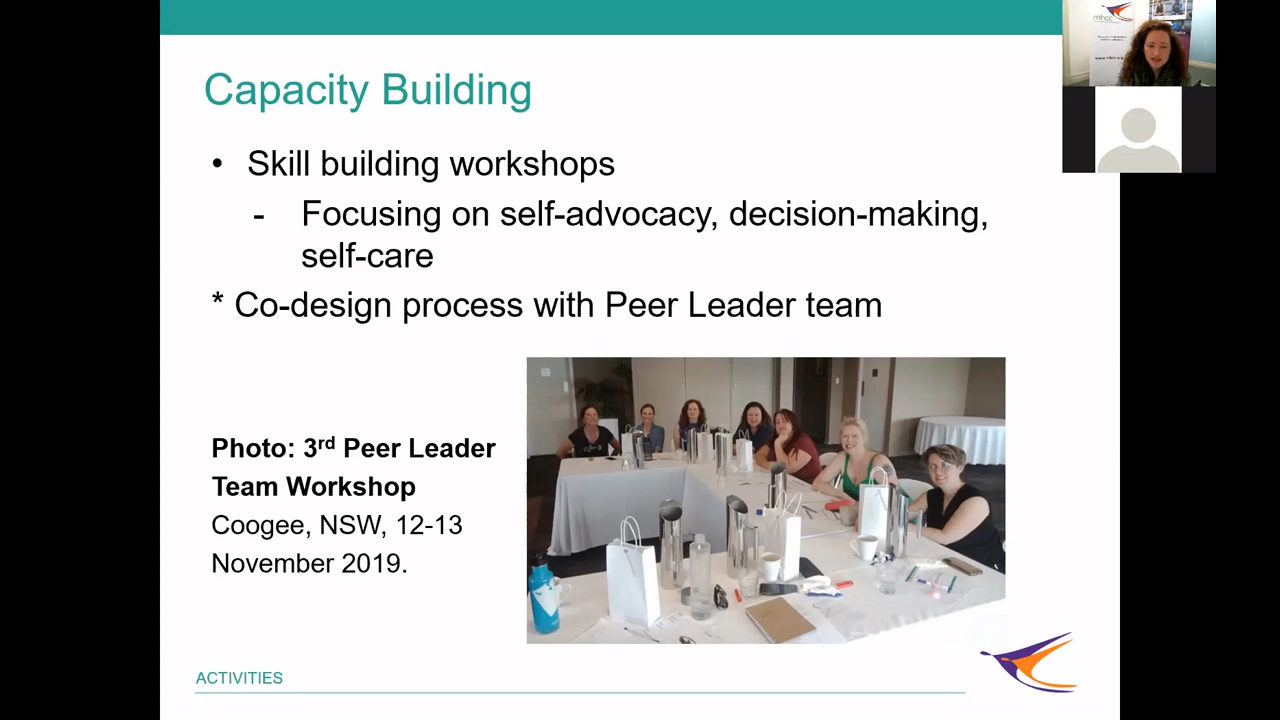 Capacity Building
• Skill building workshops
- Focusing on self-advocacy, decision-making,
self-care
* Co-design process with Peer Leader team
Photo: 3rd Peer Leader
Team Workshop
Coogee, NSW, 12-13
November 2019.
ACTIVITIES
mhcc